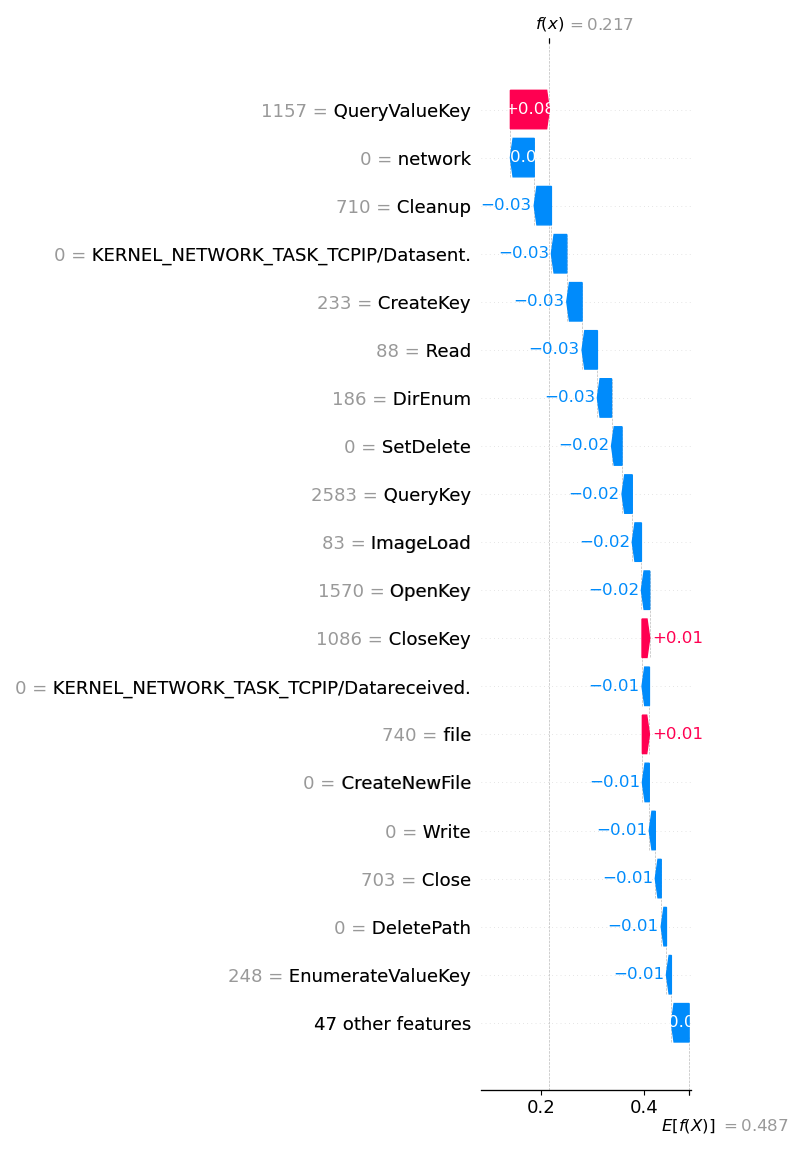 f(x) = 0.217
1157 = QueryValueKey
+0.08
0 = network
710 = Cleanup
−0.03
0 = KERNEL_NETWORK_TASK_TCPIP/Datasent.
−0.03
233 = CreateKey
−0.03
88 = Read
−0.03
186 = DirEnum
−0.03
0 = SetDelete
−0.02
2583 = QueryKey
−0.02
83 = ImageLoad
−0.02
1570 = OpenKey
−0.02
1086 = CloseKey
+0.01
0 = KERNEL_NETWORK_TASK_TCPIP/Datareceived.
−0.01
740 = file
+0.01
0 = CreateNewFile
−0.01
0 = Write
−0.01
703 = Close
−0.01
0 = DeletePath
−0.01
248 = EnumerateValueKey
−0.01
47 other features
0.2
0.4
E[f(X)] = 0.487